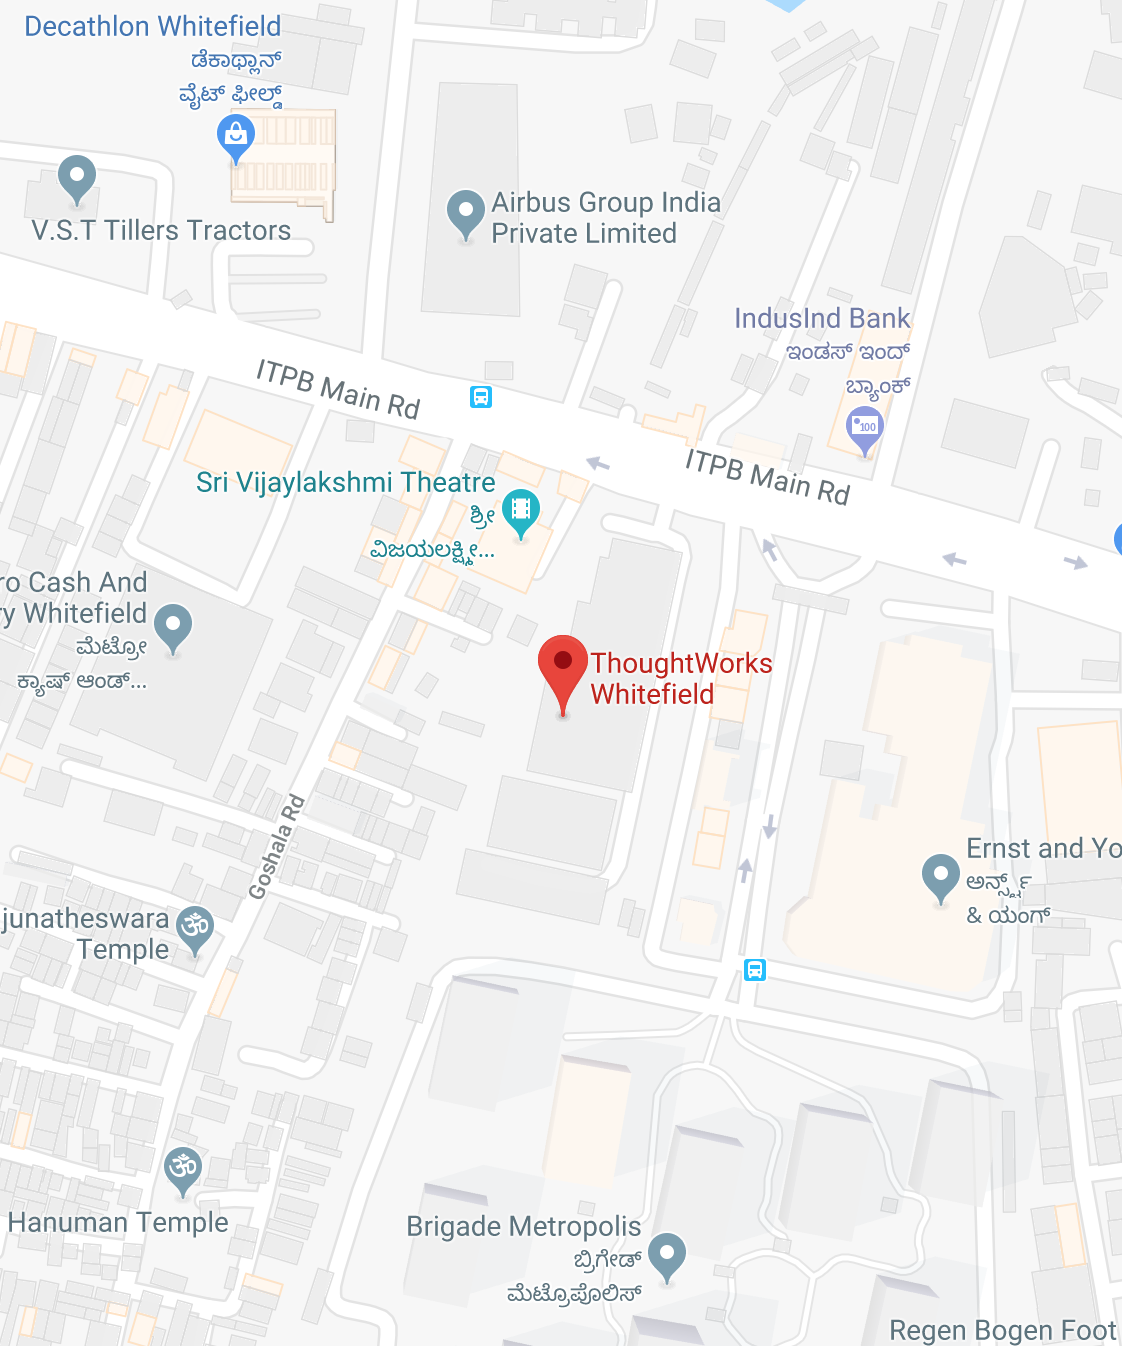 Decathlon Whitefield
ಡೆಕಾಥ್ಲಾನ್
ವೈಟ್ ಫೀಲ್ಡ್
V.S.T Tillers Tractors
Airbus Group India
Private Limited
IndusInd Bank
ಇಂಡಸ್ ಇಂದ್
ಬ್ಯಾಂಕ್
100
ITPB Main Rd
ITPB Main Rd
Sri Vijaylakshmi Theatre
ಶ್ರೀ
ವಿಜಯಲಕ್ಷ್ಮೀ...
ro Cash And
ry Whitefield
ಮೆಟ್ರೋ
ಕ್ಯಾಷ್ ಆಂಡ್...
ThoughtWorks
Whitefield
Goshala Rd
Ernst and Yo
ಅರ್ನ್ಸ್ಟ್
& ಯಂಗ್
junatheswara
Temple
Hanuman Temple
Brigade Metropolis
ಬ್ರಿಗೇಡ್
ಮೆಟ್ರೊಪೊಲಿಸ್
Regen Bogen Foot